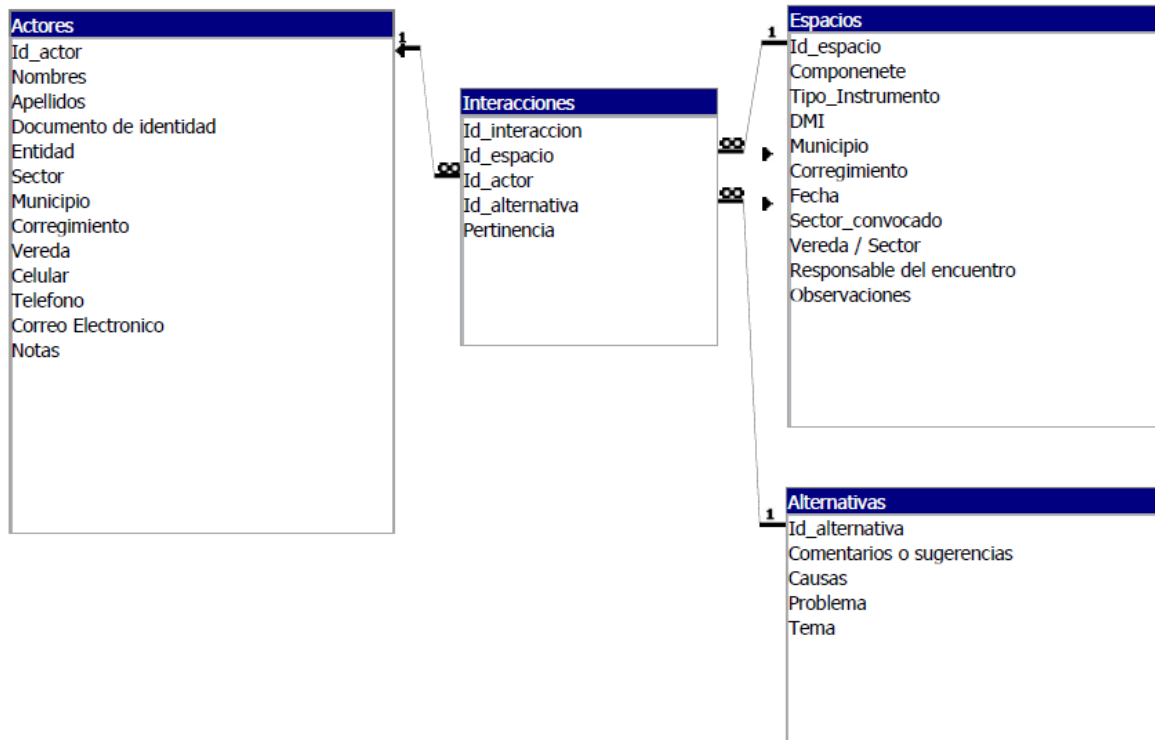 Actores
Id_actor
Nombres
Apellidos
Documento de identidad
Entidad
Sector
Municipio
Corregimiento
Vereda
Celular
Telefono
Correo Electronico
Notas
1
∞
Interacciones
Id_interaccion
Id_espacio
Id_actor
Id_alternativa
Pertinencia
∞
∞
1
Espacios
Id_espacio
Componenete
Tipo_Instrumento
DMI
Municipio
Corregimiento
Fecha
Sector_convocado
Vereda / Sector
Responsable del encuentro
Observaciones
1
Alternativas
Id_alternativa
Comentarios o sugerencias
Causas
Problema
Tema